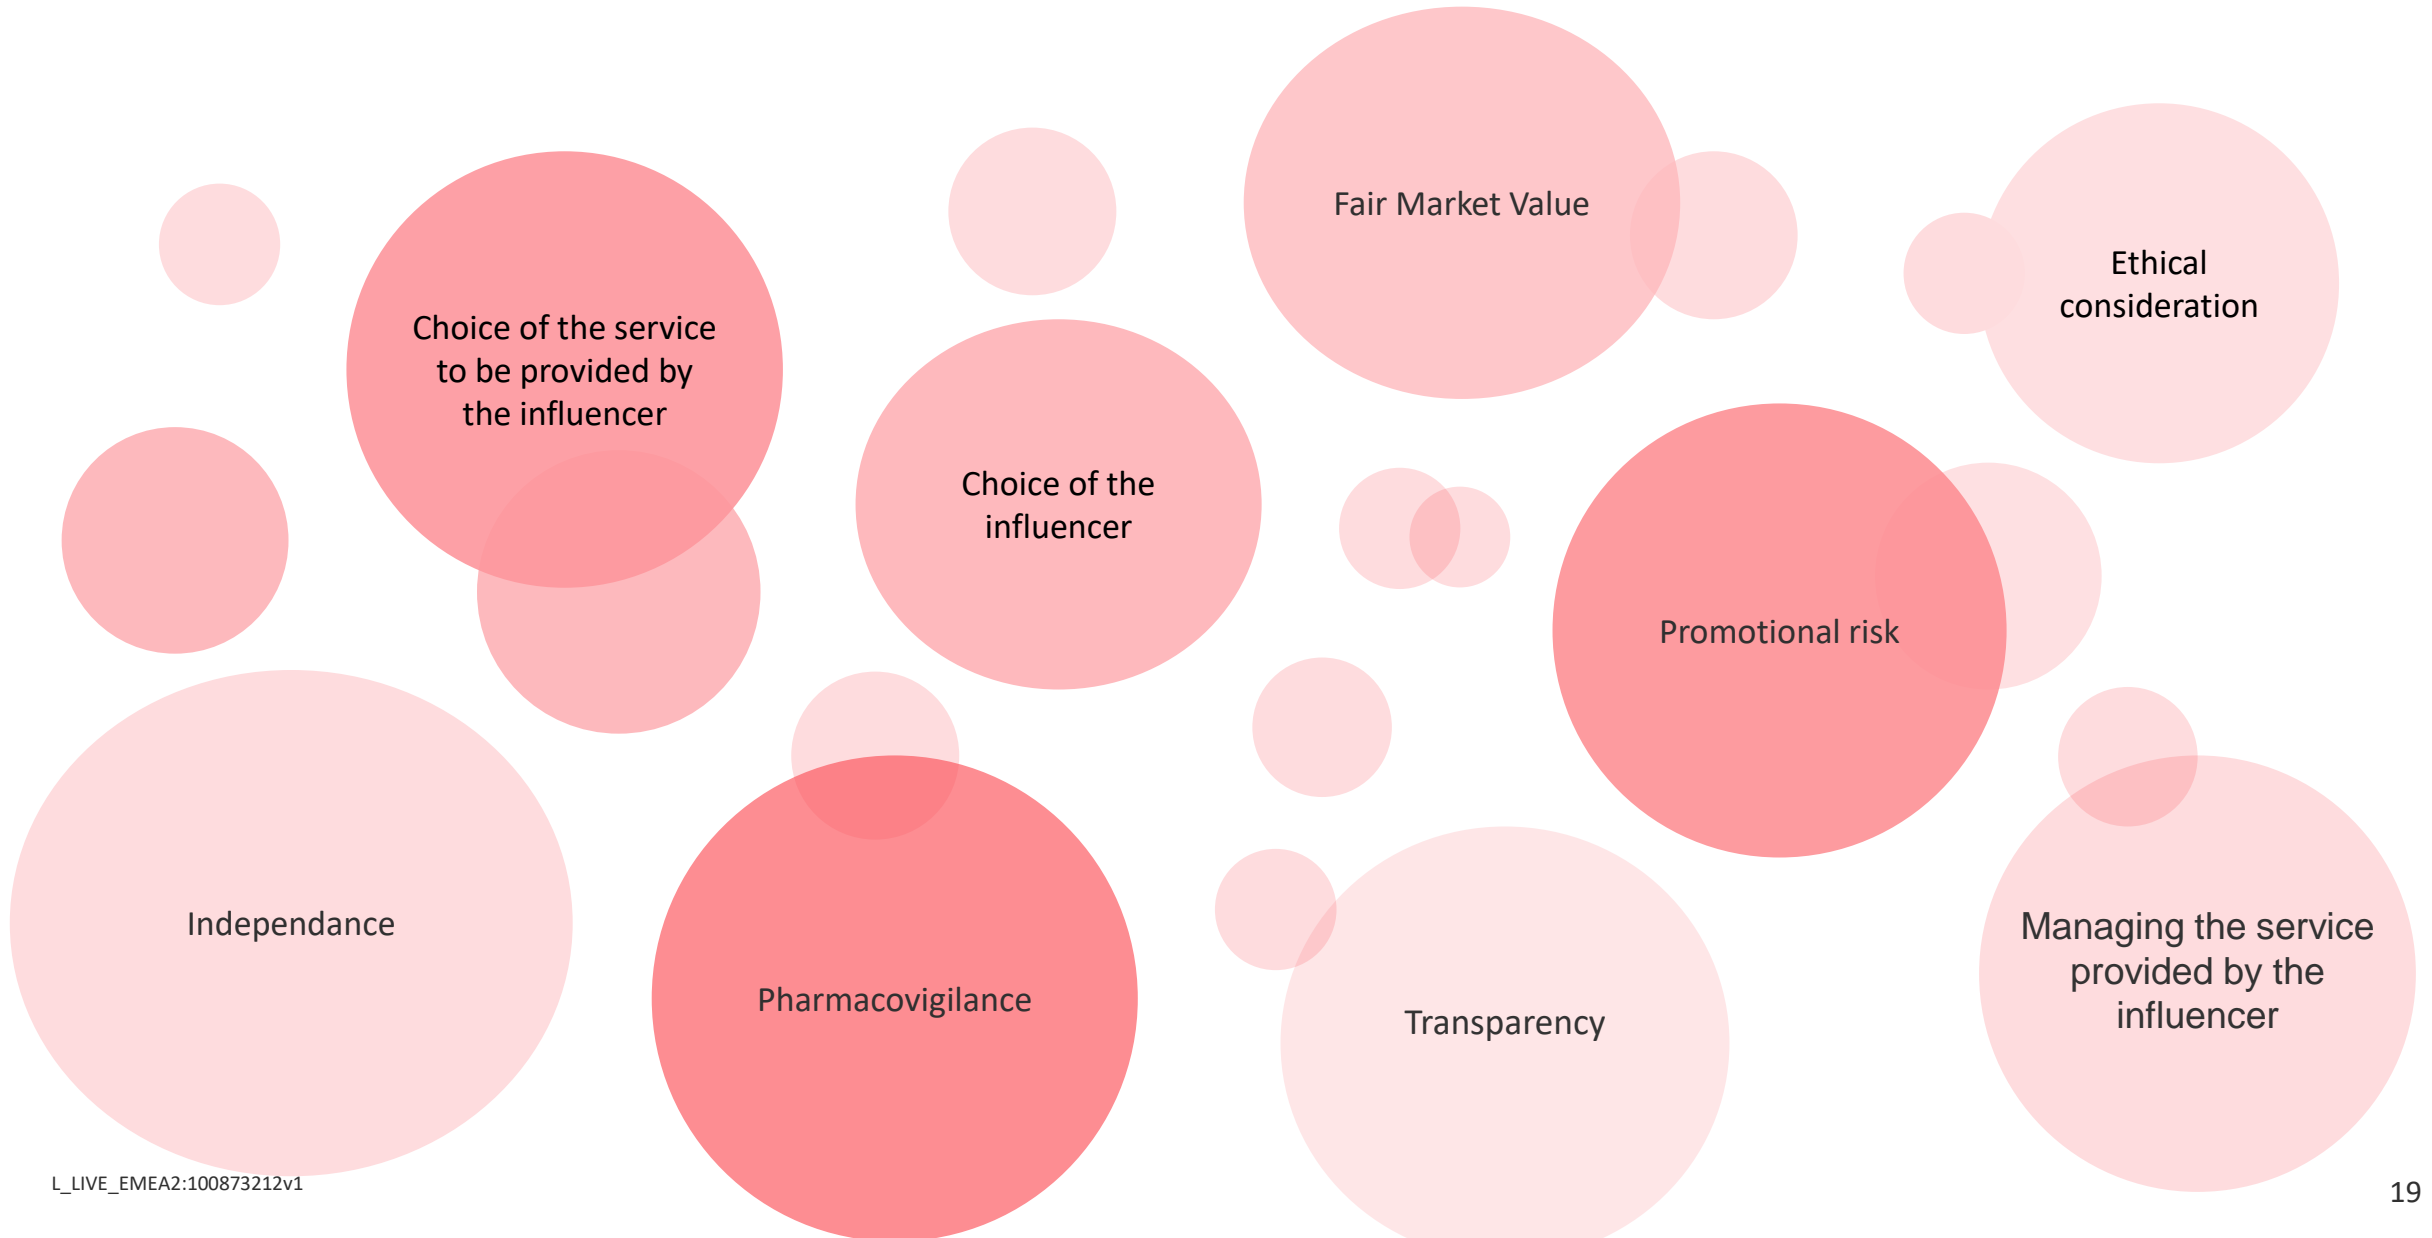 Fair Market Value
Ethical
consideration
Choice of the service
to be provided by
the influencer
Choice of the
influencer
Promotional risk
Independance
Pharmacovigilance
Transparency
Managing the service
provided by the
influencer
L_LIVE_EMEA2:100873212v1
19